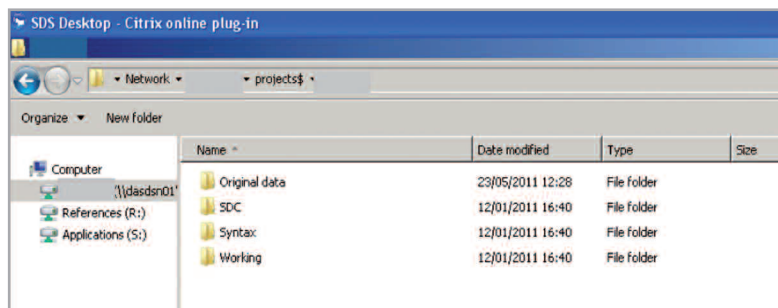 SDS Desktop - Citrix online plug-in
Network projects$
Organize New folder
Name Date modified Type Size
Computer
(\\dasdsn01'
References (R:)
Applications (S:)
Original data 23/05/2011 12:28 File folder
SDC 12/01/2011 16:40 File folder
Syntax 12/01/2011 16:40 File folder
Working 12/01/2011 16:40 File folder